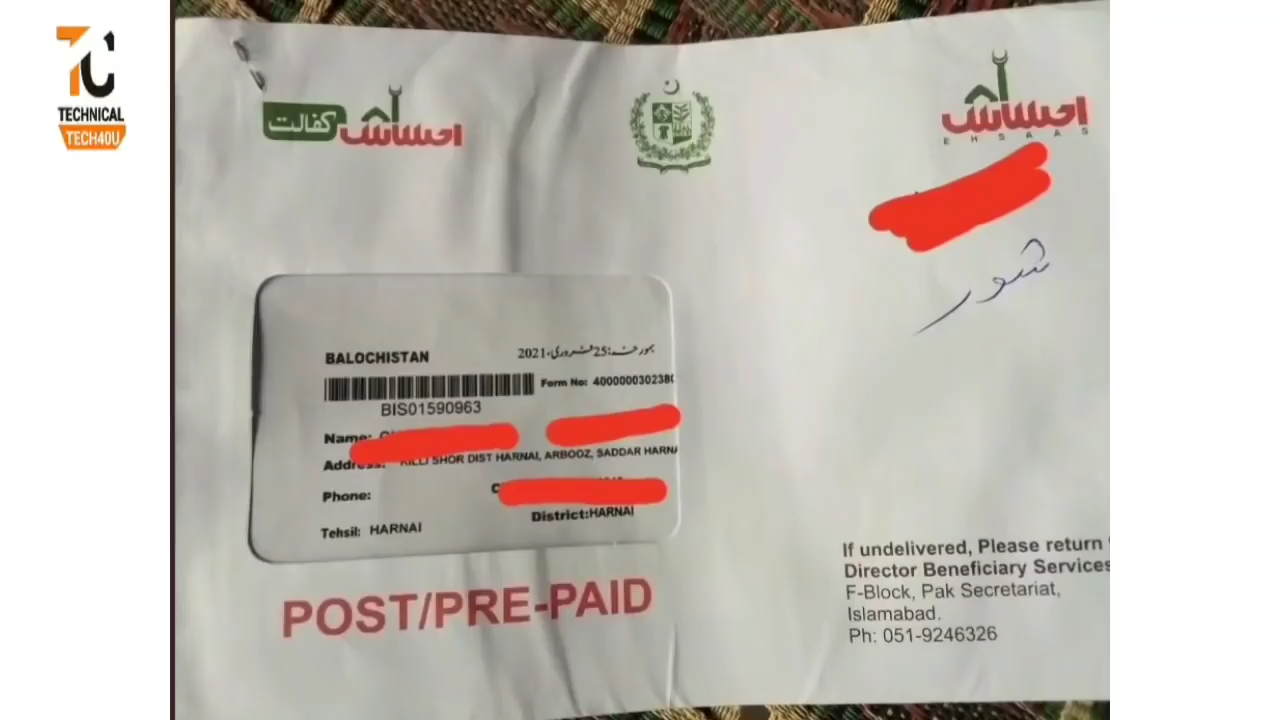 TC
TECHNICAL
TECH4OU
احساس کفالت
احساس
EHSAAS
شور
BALOCHISTAN
بمورخہ:25فروری،2021
Form No: 40000000302380
BIS01590963
Name:
Address: KILLI SHOR DIST HARNAI, ARBOOZ, SADDAR HARNA
Phone:
Tehsil: HARNAI
District:HARNAI
POST/PRE-PAID
If undelivered, Please return
Director Beneficiary Services
F-Block, Pak Secretariat,
Islamabad.
Ph: 051-9246326